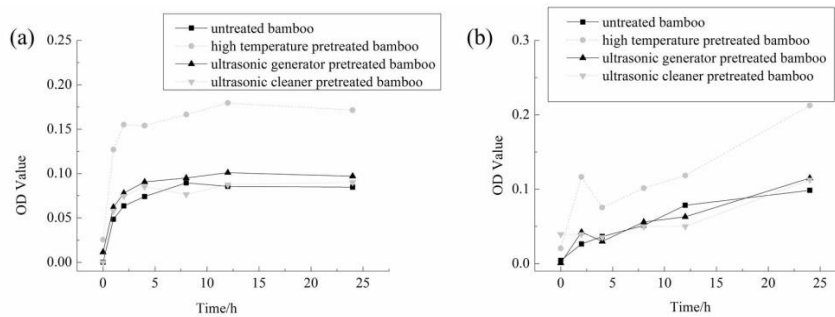 (a)
untreated bamboo
high temperature pretreated bamboo
ultrasonic generator pretreated bamboo
ultrasonic cleaner pretreated bamboo
0.25
0.20
0.15
0.10
0.05
0.00
OD Value
0 5 10 15 20 25
Time/h
(b)
untreated bamboo
high temperature pretreated bamboo
ultrasonic generator pretreated bamboo
ultrasonic cleaner pretreated bamboo
0.3
0.2
0.1
0.0
OD Value
0 5 10 15 20 25
Time/h